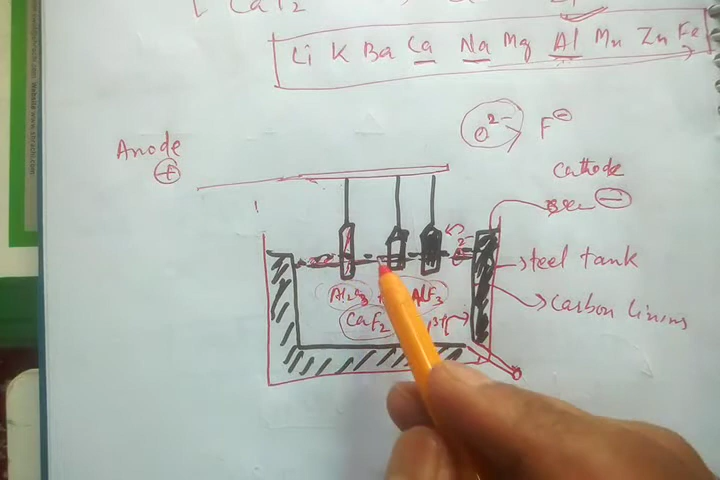 CaF2
Li K Ba Ca Na Mg Al Mn Zn Fe
O2- F-
Anode
+
Cathode
-
steel tank
carbon lining
Al2O3 + AlF3
CaF2